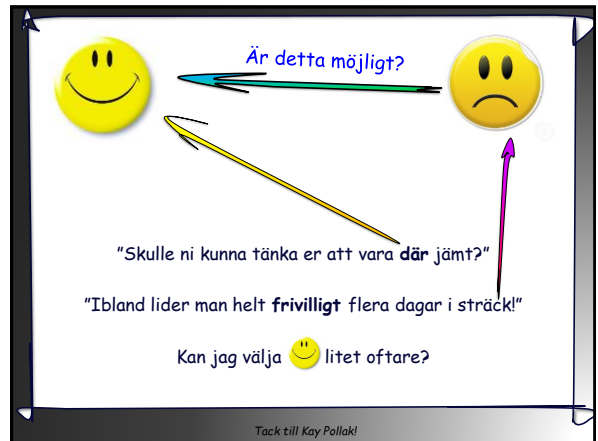 Är detta möjligt?
"Skulle ni kunna tänka er att vara där jämt?"
"Ibland lider man helt frivilligt flera dagar i sträck!"
Kan jag välja litet oftare?
Tack till Kay Pollak!